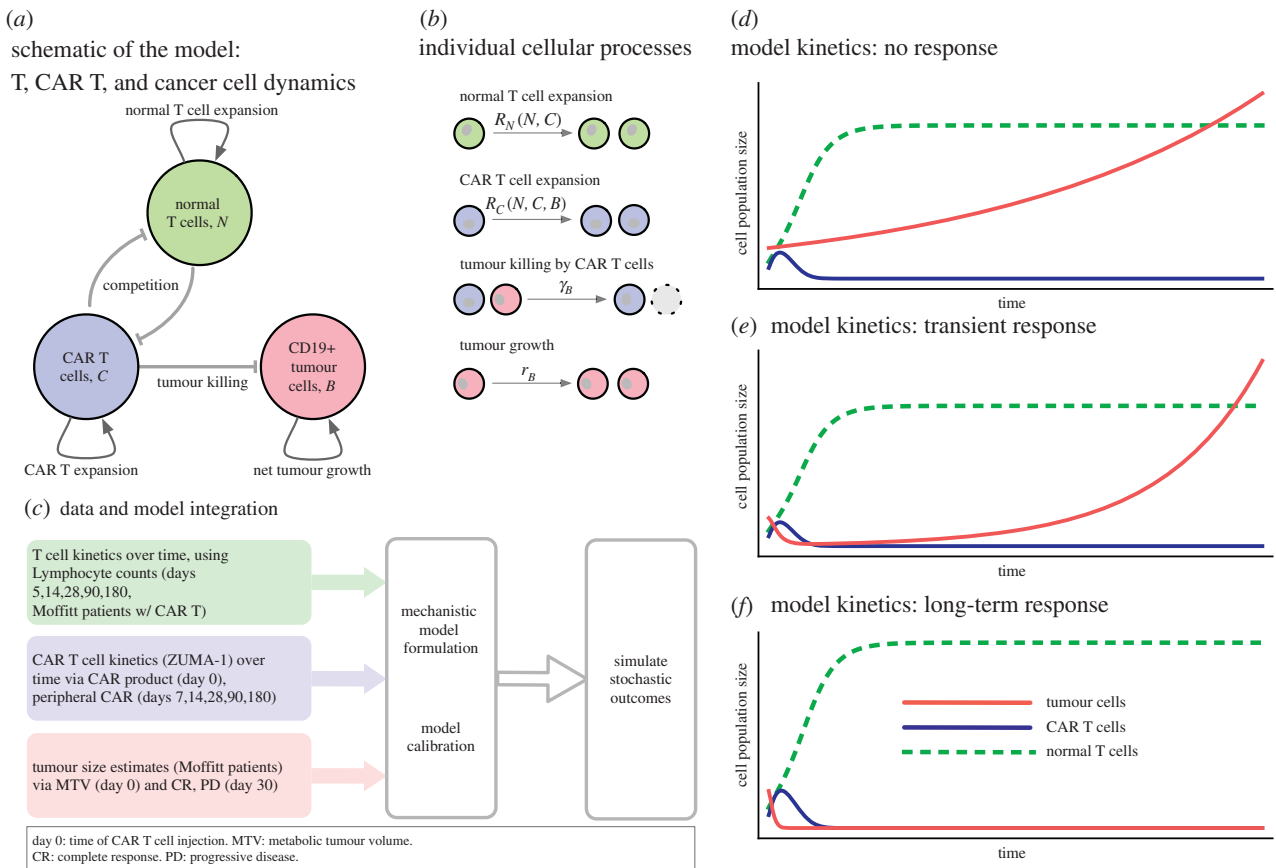 (a)
schematic of the model:
T, CAR T, and cancer cell dynamics
normal T cell expansion
normal
T cells, N
competition
CAR T
cells, C
tumour killing
CD19+
tumour
cells, B
CAR T expansion
net tumour growth
(b)
individual cellular processes
normal T cell expansion
R_N (N, C)
CAR T cell expansion
R_C (N, C, B)
tumour killing by CAR T cells
γ_B
tumour growth
r_B
(c) data and model integration
T cell kinetics over time, using
Lymphocyte counts (days
5,14,28,90,180,
Moffitt patients w/ CAR T)
CAR T cell kinetics (ZUMA-1) over
time via CAR product (day 0),
peripheral CAR (days 7,14,28,90,180)
tumour size estimates (Moffitt patients)
via MTV (day 0) and CR, PD (day 30)
mechanistic
model
formulation
model
calibration
simulate
stochastic
outcomes
day 0: time of CAR T cell injection. MTV: metabolic tumour volume.
CR: complete response. PD: progressive disease.
(d)
model kinetics: no response
cell population size
time
(e) model kinetics: transient response
cell population size
time
(f) model kinetics: long-term response
cell population size
tumour cells
CAR T cells
normal T cells
time